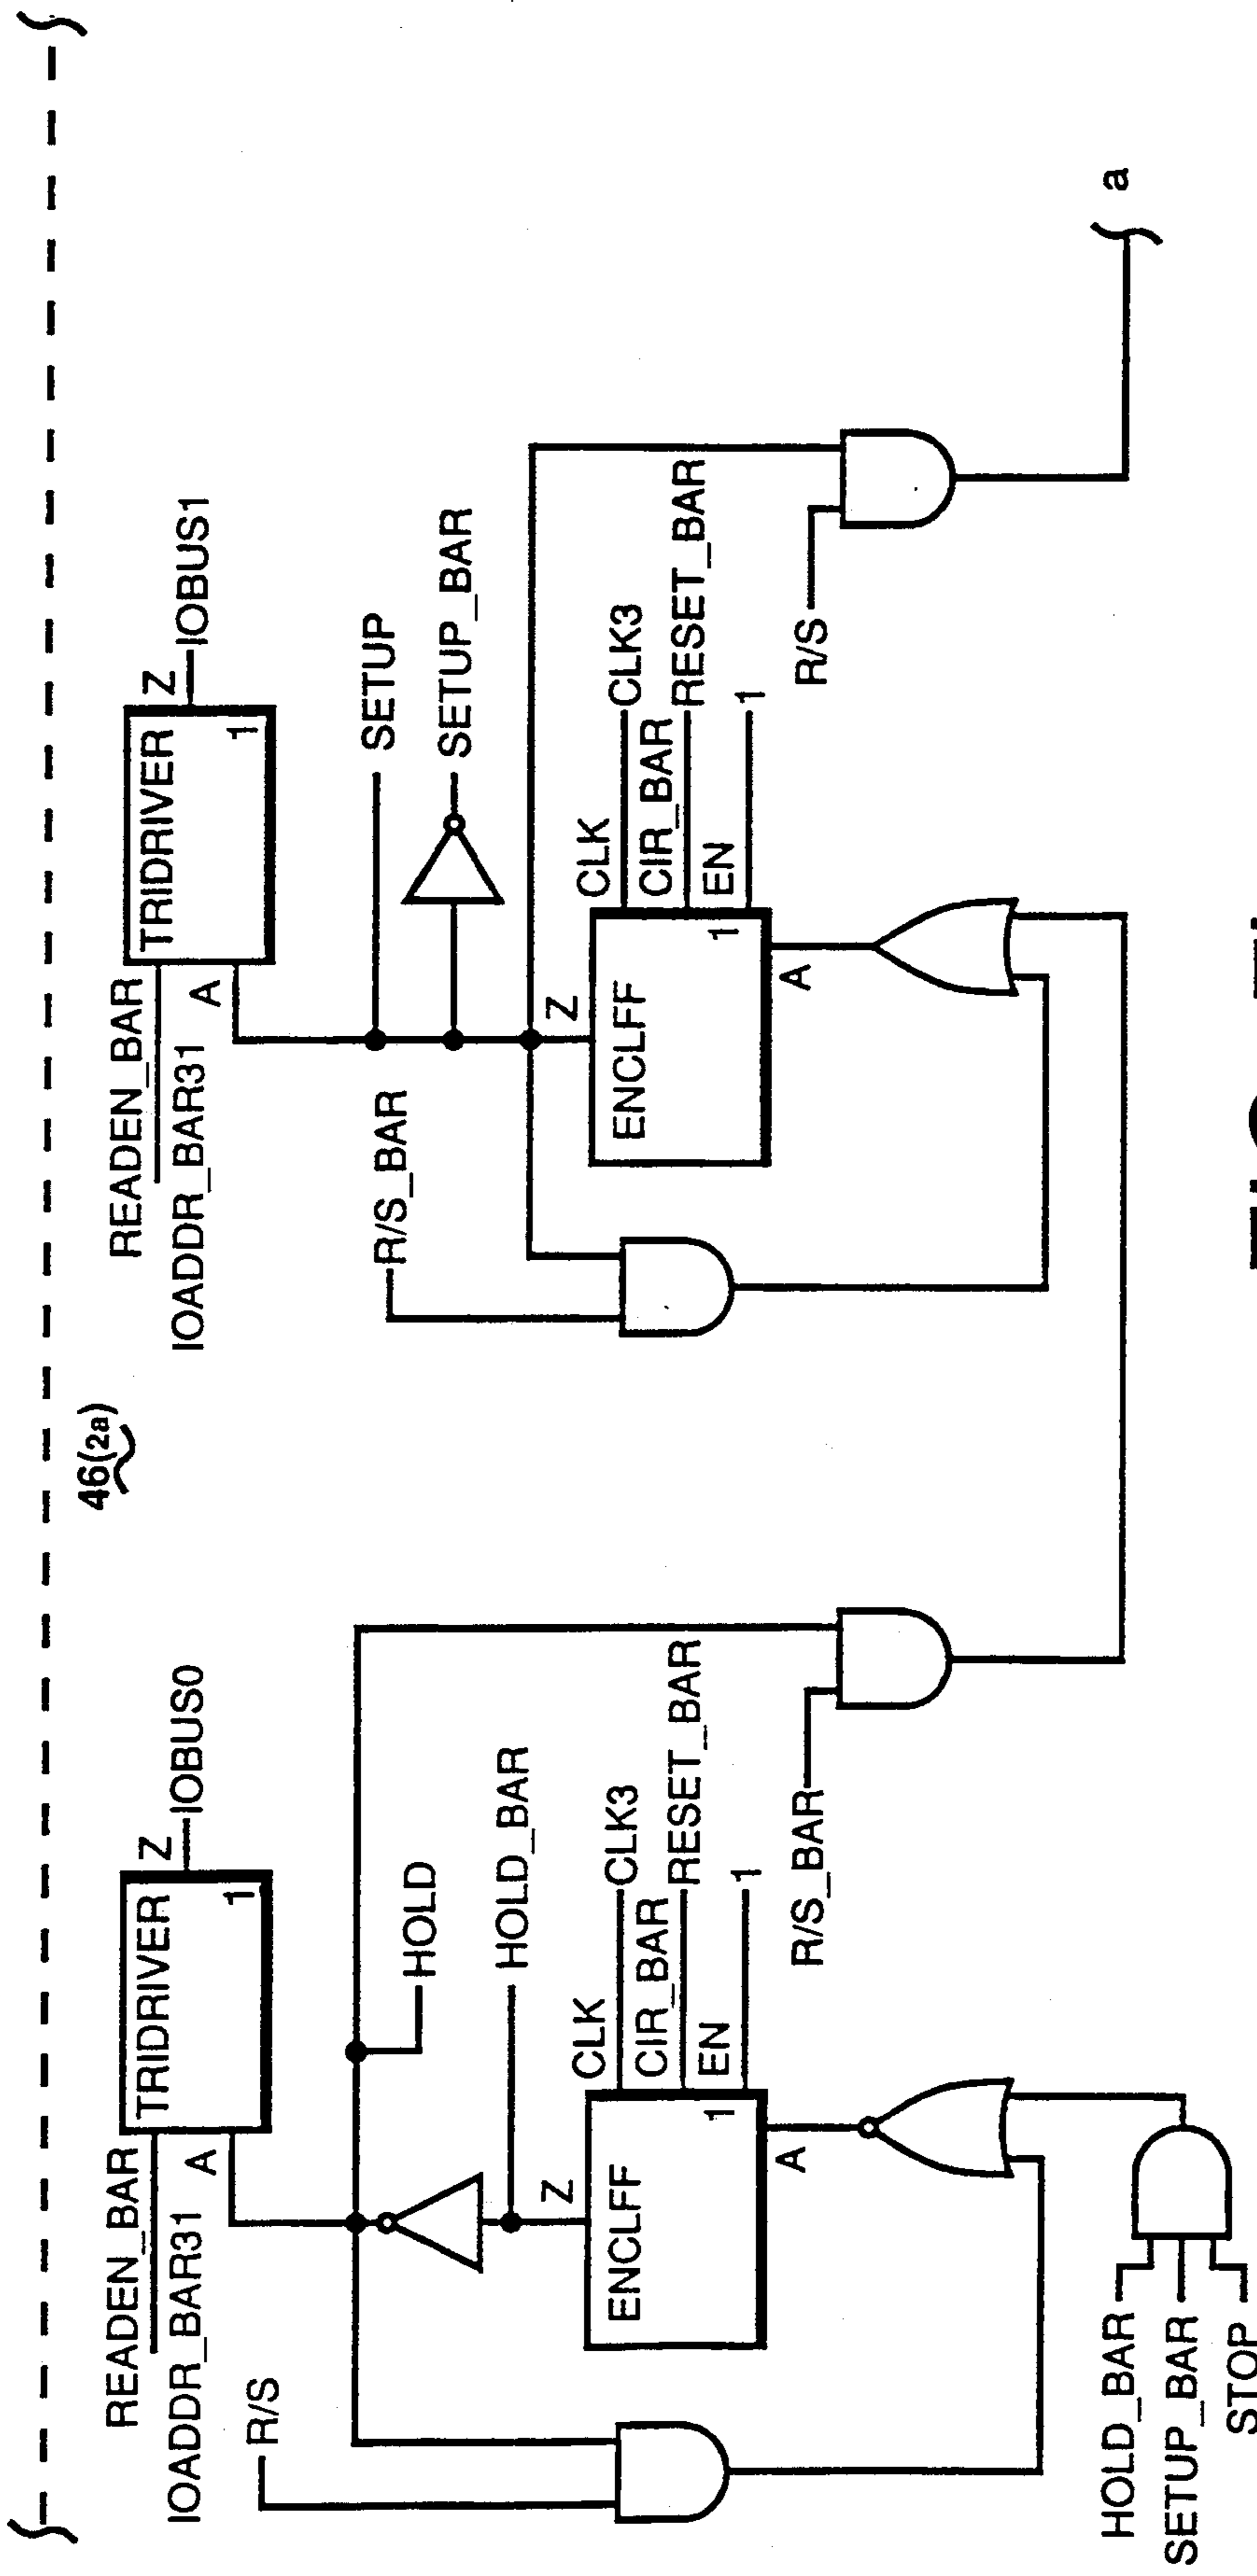 46(2a)
READEN_BAR
IOADDR_BAR31
A
TRIDRIVER
1
Z
IOBUS0
R/S
HOLD
HOLD_BAR
Z
ENCLFF
1
A
CLK
CLK3
CIR_BAR
RESET_BAR
EN
1
R/S_BAR
HOLD_BAR
SETUP_BAR
STOP
READEN_BAR
IOADDR_BAR31
A
TRIDRIVER
1
Z
IOBUS1
R/S_BAR
SETUP
SETUP_BAR
Z
ENCLFF
1
A
CLK
CLK3
CIR_BAR
RESET_BAR
EN
1
R/S
a